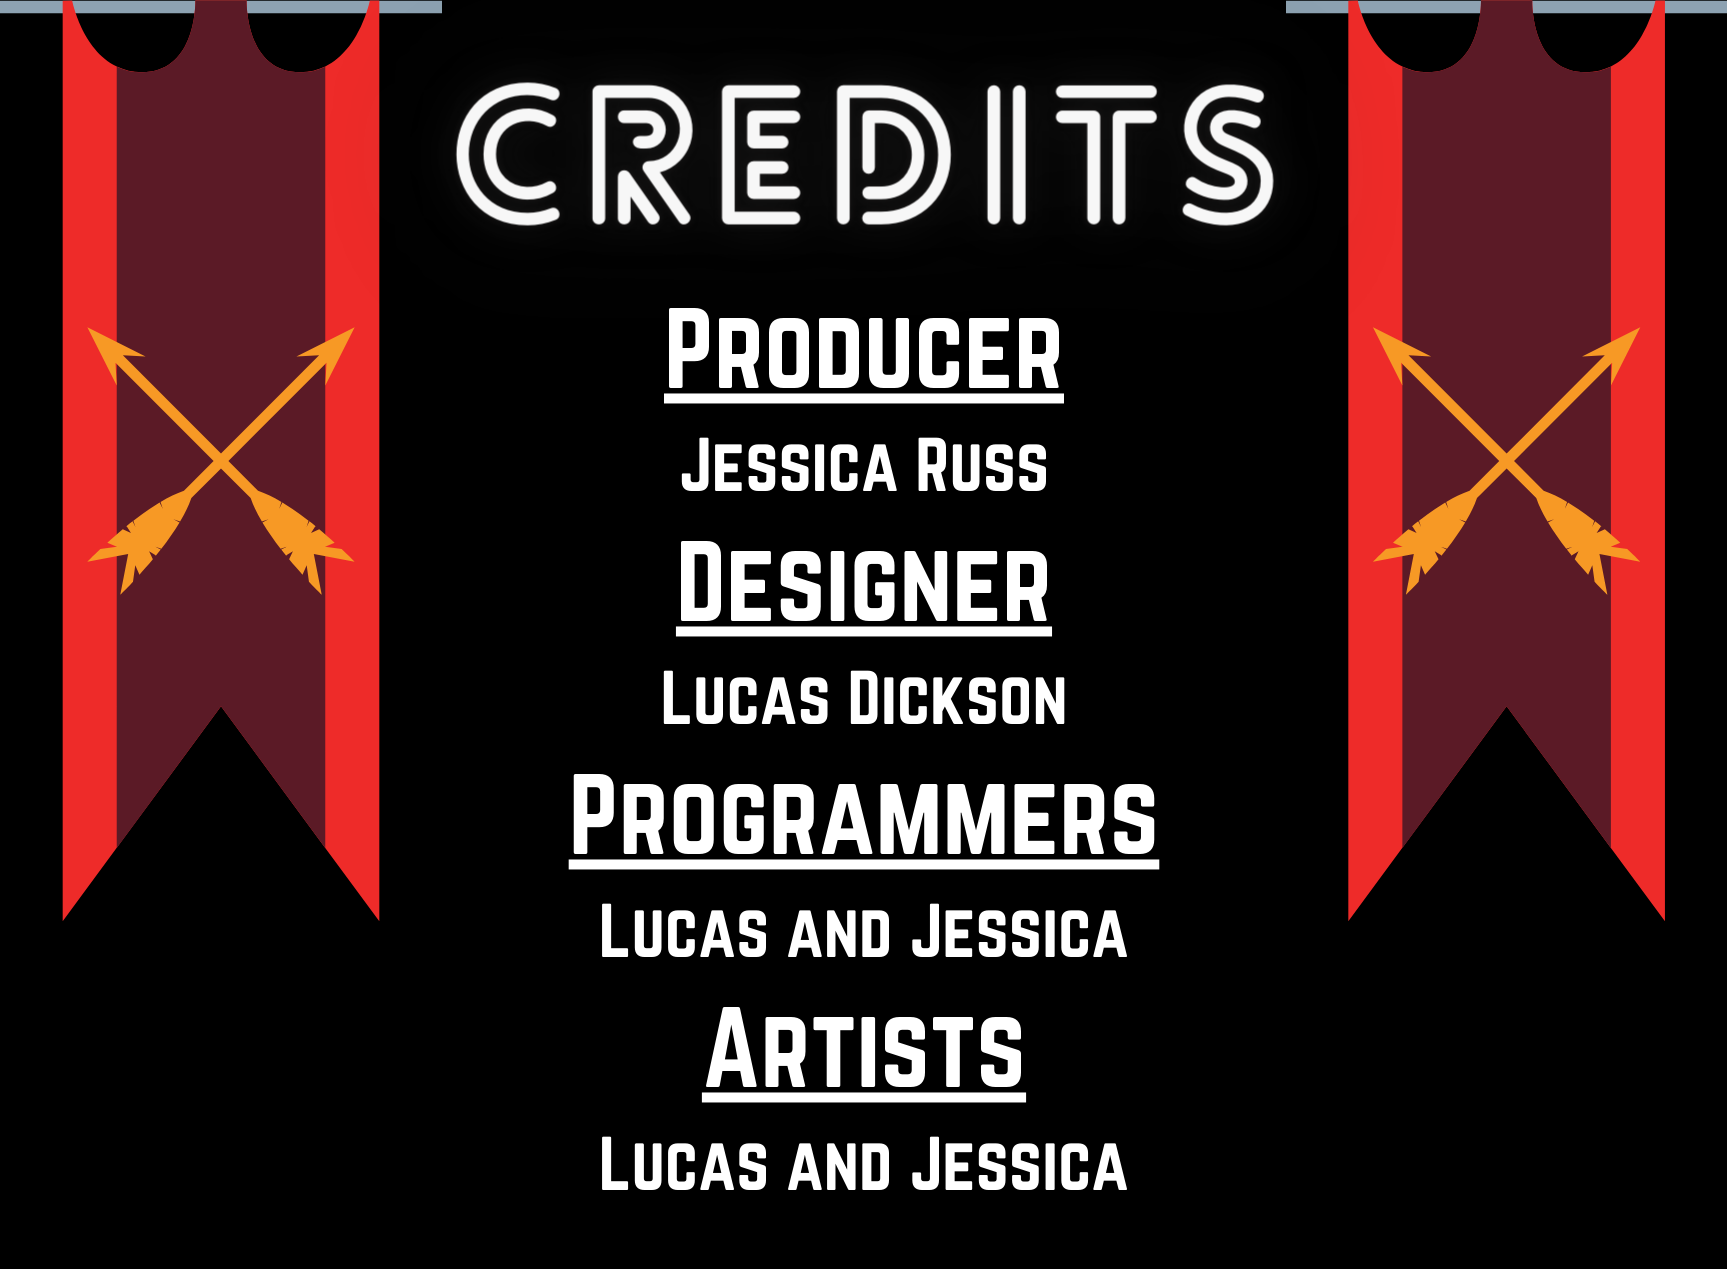 CREDITS
Producer
Jessica Russ
Designer
Lucas Dickson
Programmers
Lucas and Jessica
Artists
Lucas and Jessica